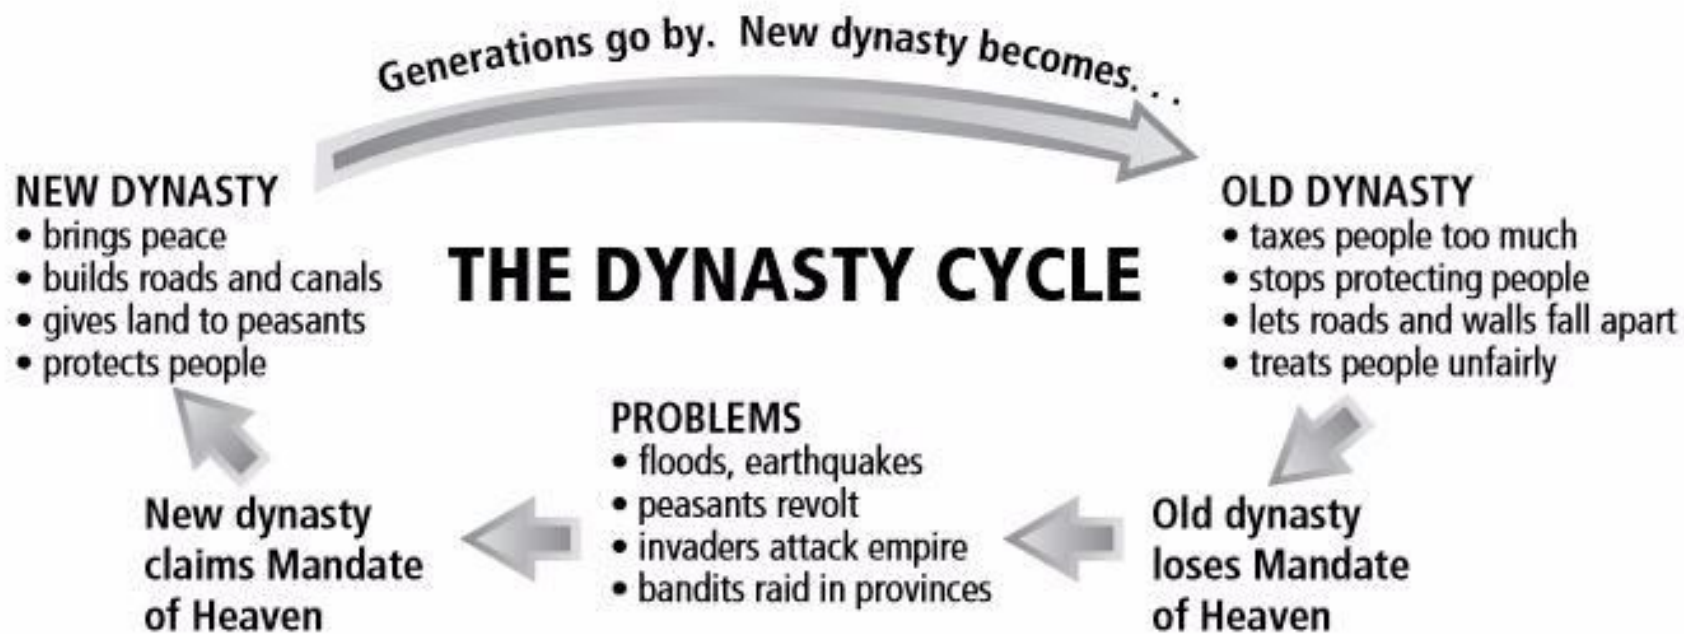 Generations go by. New dynasty becomes. . .
NEW DYNASTY
• brings peace
• builds roads and canals
• gives land to peasants
• protects people
THE DYNASTY CYCLE
OLD DYNASTY
• taxes people too much
• stops protecting people
• lets roads and walls fall apart
• treats people unfairly
Old dynasty
loses Mandate
of Heaven
PROBLEMS
• floods, earthquakes
• peasants revolt
• invaders attack empire
• bandits raid in provinces
New dynasty
claims Mandate
of Heaven